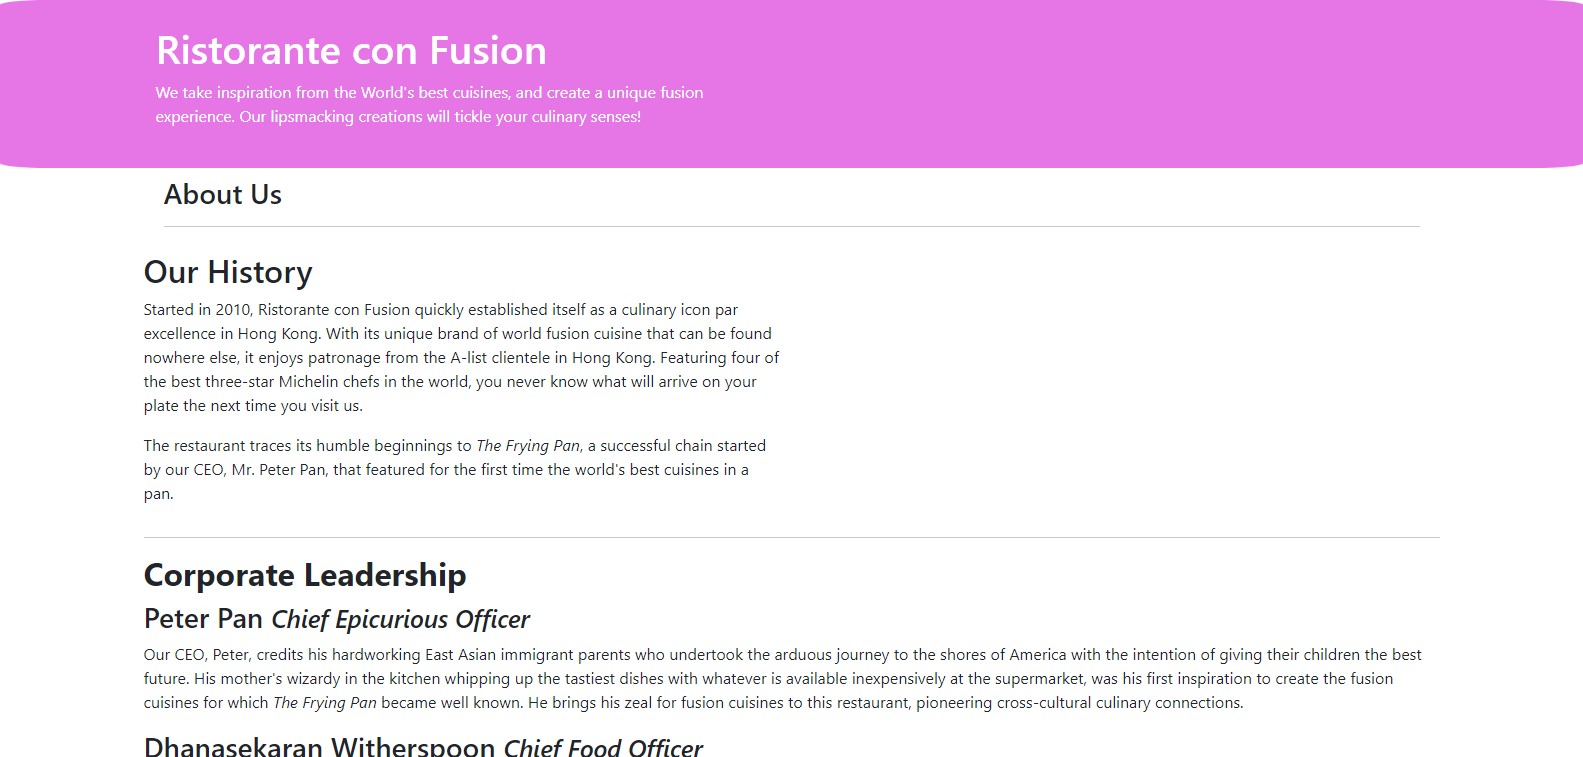 Ristorante con Fusion
We take inspiration from the World's best cuisines, and create a unique fusion
experience. Our lipsmacking creations will tickle your culinary senses!
About Us
Our History
Started in 2010, Ristorante con Fusion quickly established itself as a culinary icon par
excellence in Hong Kong. With its unique brand of world fusion cuisine that can be found
nowhere else, it enjoys patronage from the A-list clientele in Hong Kong. Featuring four of
the best three-star Michelin chefs in the world, you never know what will arrive on your
plate the next time you visit us.
The restaurant traces its humble beginnings to The Frying Pan, a successful chain started
by our CEO, Mr. Peter Pan, that featured for the first time the world's best cuisines in a
pan.
Corporate Leadership
Peter Pan Chief Epicurious Officer
Our CEO, Peter, credits his hardworking East Asian immigrant parents who undertook the arduous journey to the shores of America with the intention of giving their children the best
future. His mother's wizardy in the kitchen whipping up the tastiest dishes with whatever is available inexpensively at the supermarket, was his first inspiration to create the fusion
cuisines for which The Frying Pan became well known. He brings his zeal for fusion cuisines to this restaurant, pioneering cross-cultural culinary connections.
Dhanasekaran Witherspoon Chief Food Officer